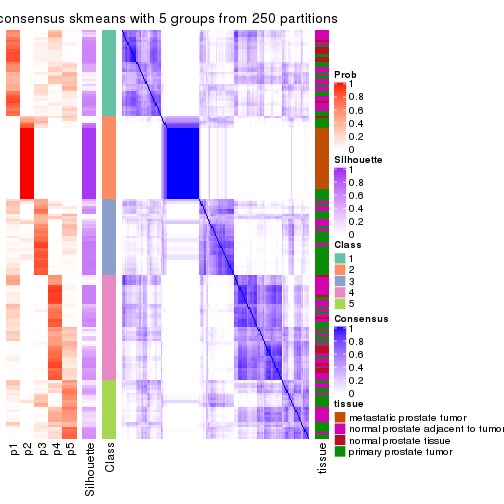 consensus skmeans with 5 groups from 250 partitions
Prob
1
0.8
0.6
0.4
0.2
0
Silhouette
1
0.8
0.6
0.4
0.2
0
Class
1
2
3
4
5
Consensus
1
0.8
0.6
0.4
0.2
0
tissue
metastatic prostate tumor
normal prostate adjacent to tumor
normal prostate tissue
primary prostate tumor
p1
p2
p3
p4
p5
Silhouette
Class
tissue